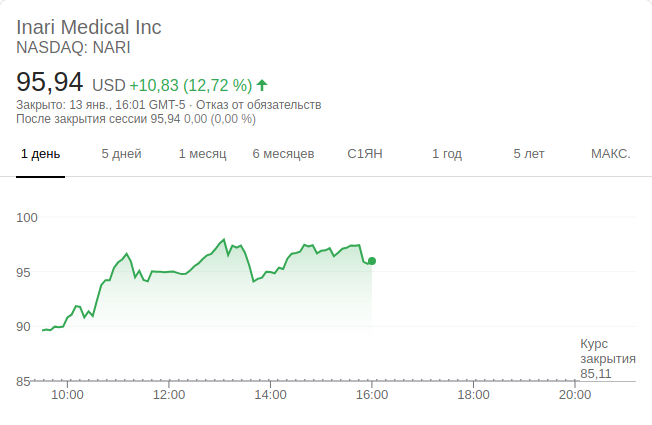 Inari Medical Inc
NASDAQ: NARI
95,94 USD +10,83 (12,72 %)
Закрыто: 13 янв., 16:01 GMT-5 · Отказ от обязательств
После закрытия сессии 95,94 0,00 (0,00 %)
1 день 5 дней 1 месяц 6 месяцев С1ЯН 1 год 5 лет МАКС.
100
95
90
Курс
закрытия
85,11
85
10:00 12:00 14:00 16:00 18:00 20:00